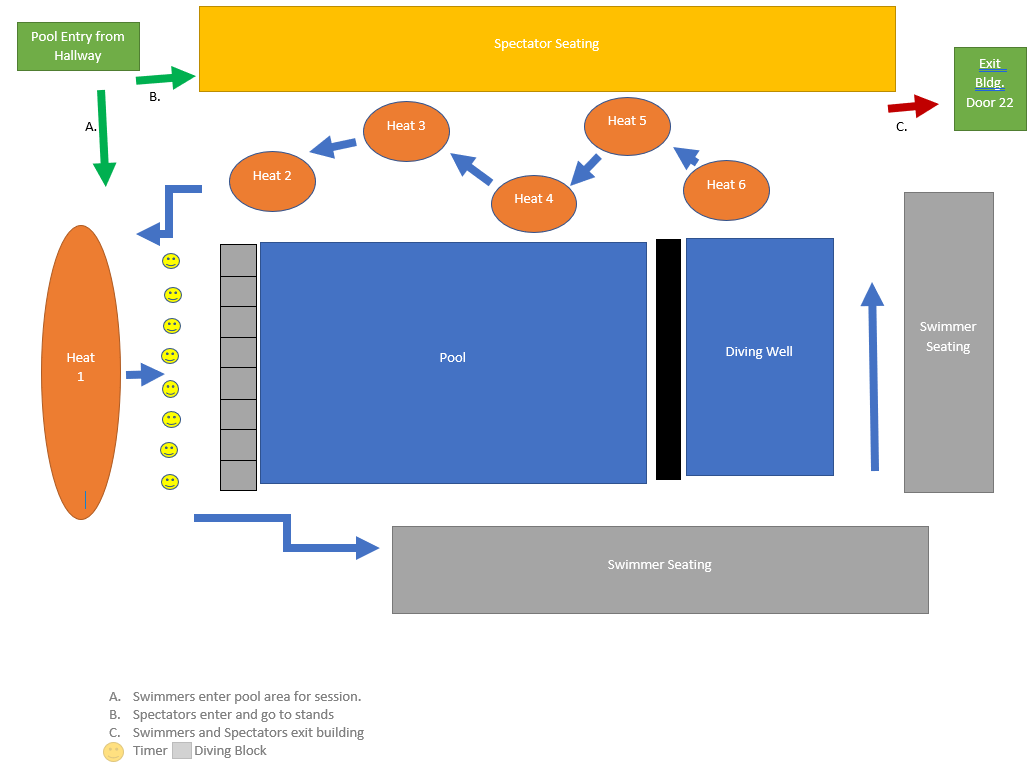 Pool Entry from
Hallway
Spectator Seating
Exit
Bldg.
Door 22
B.
A.
C.
Heat 3
Heat 5
Heat 2
Heat 4
Heat 6
Heat
1
Pool
Diving Well
Swimmer
Seating
Swimmer Seating
A. Swimmers enter pool area for session.
B. Spectators enter and go to stands
C. Swimmers and Spectators exit building
Timer Diving Block